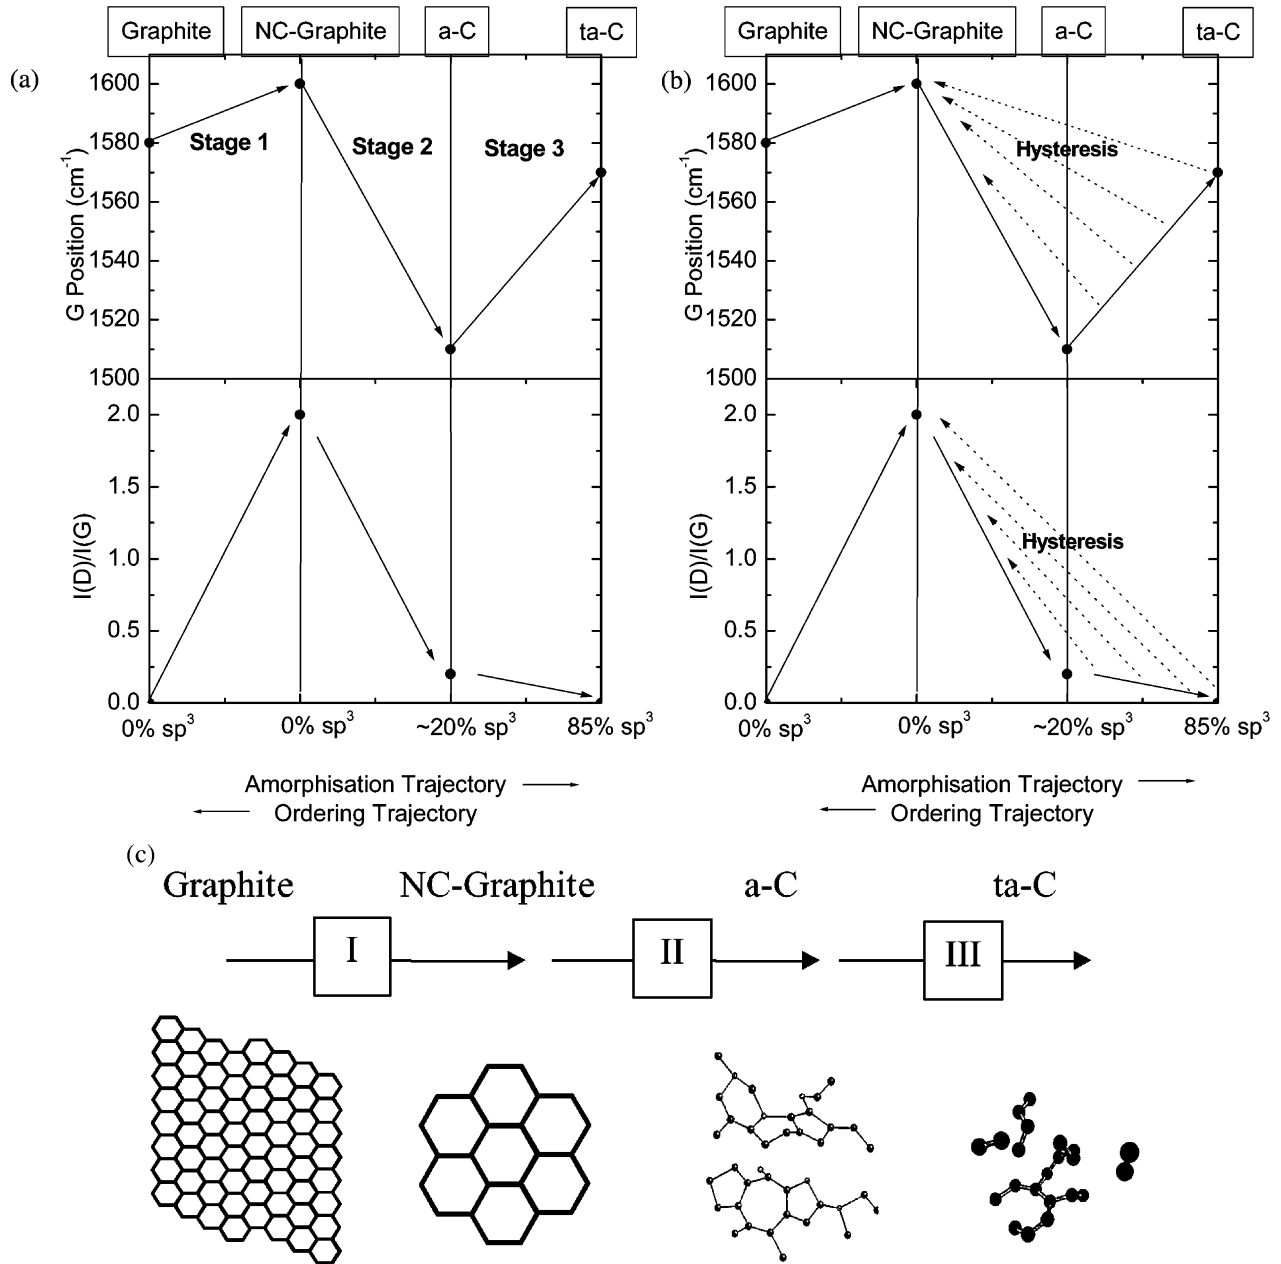 (a)
Graphite NC-Graphite a-C ta-C
G Position (cm⁻¹)
1600
1580
1560
1540
1520
1500
Stage 1 Stage 2 Stage 3
I(D)/I(G)
2.0
1.5
1.0
0.5
0.0
0% sp³ 0% sp³ ~20% sp³ 85% sp³
Amorphisation Trajectory
Ordering Trajectory
(b)
Graphite NC-Graphite a-C ta-C
G Position (cm⁻¹)
1600
1580
1560
1540
1520
1500
Hysteresis
I(D)/I(G)
2.0
1.5
1.0
0.5
0.0
Hysteresis
0% sp³ 0% sp³ ~20% sp³ 85% sp³
Amorphisation Trajectory
Ordering Trajectory
(c)
Graphite NC-Graphite a-C ta-C
I II III